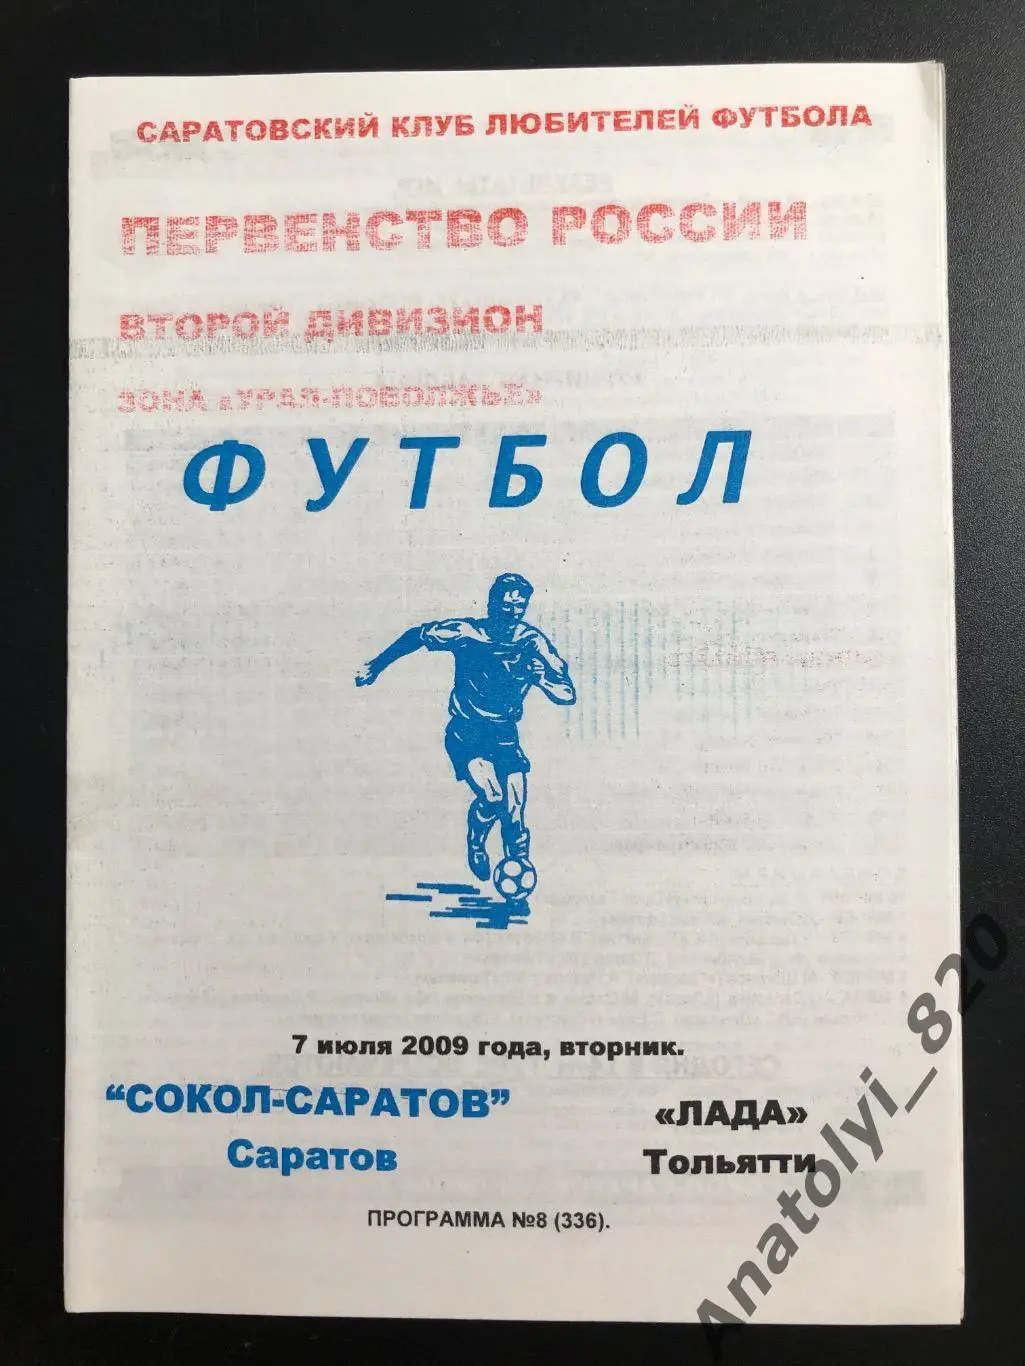 САРАТОВСКИЙ КЛУБ ЛЮБИТЕЛЕЙ ФУТБОЛА
ПЕРВЕНСТВО РОССИИ
ВТОРОЙ ДИВИЗИОН
ЗОНА «УРАЛ-ПОВОЛЖЬЕ»
ФУТБОЛ
7 июля 2009 года, вторник.
“СОКОЛ-САРАТОВ”
Саратов
«ЛАДА»
Тольятти
ПРОГРАММА №8 (336).
Anatolyi_820